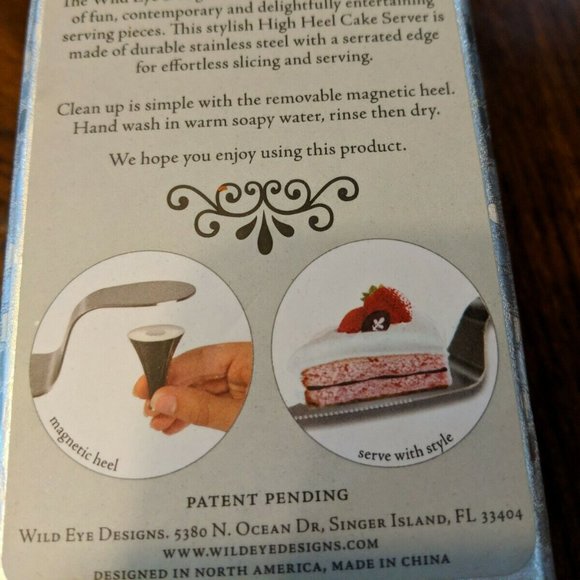 The Wild Eye
of fun, contemporary and delightfully entertaining
serving pieces. This stylish High Heel Cake Server is
made of durable stainless steel with a serrated edge
for effortless slicing and serving.
Clean up is simple with the removable magnetic heel.
Hand wash in warm soapy water, rinse then dry.
We hope you enjoy using this product.
magnetic heel
serve with style
PATENT PENDING
WILD EYE DESIGNS. 5380 N. OCEAN DR, SINGER ISLAND, FL 33404
WWW.WILDEYEDESIGNS.COM
DESIGNED IN NORTH AMERICA, MADE IN CHINA